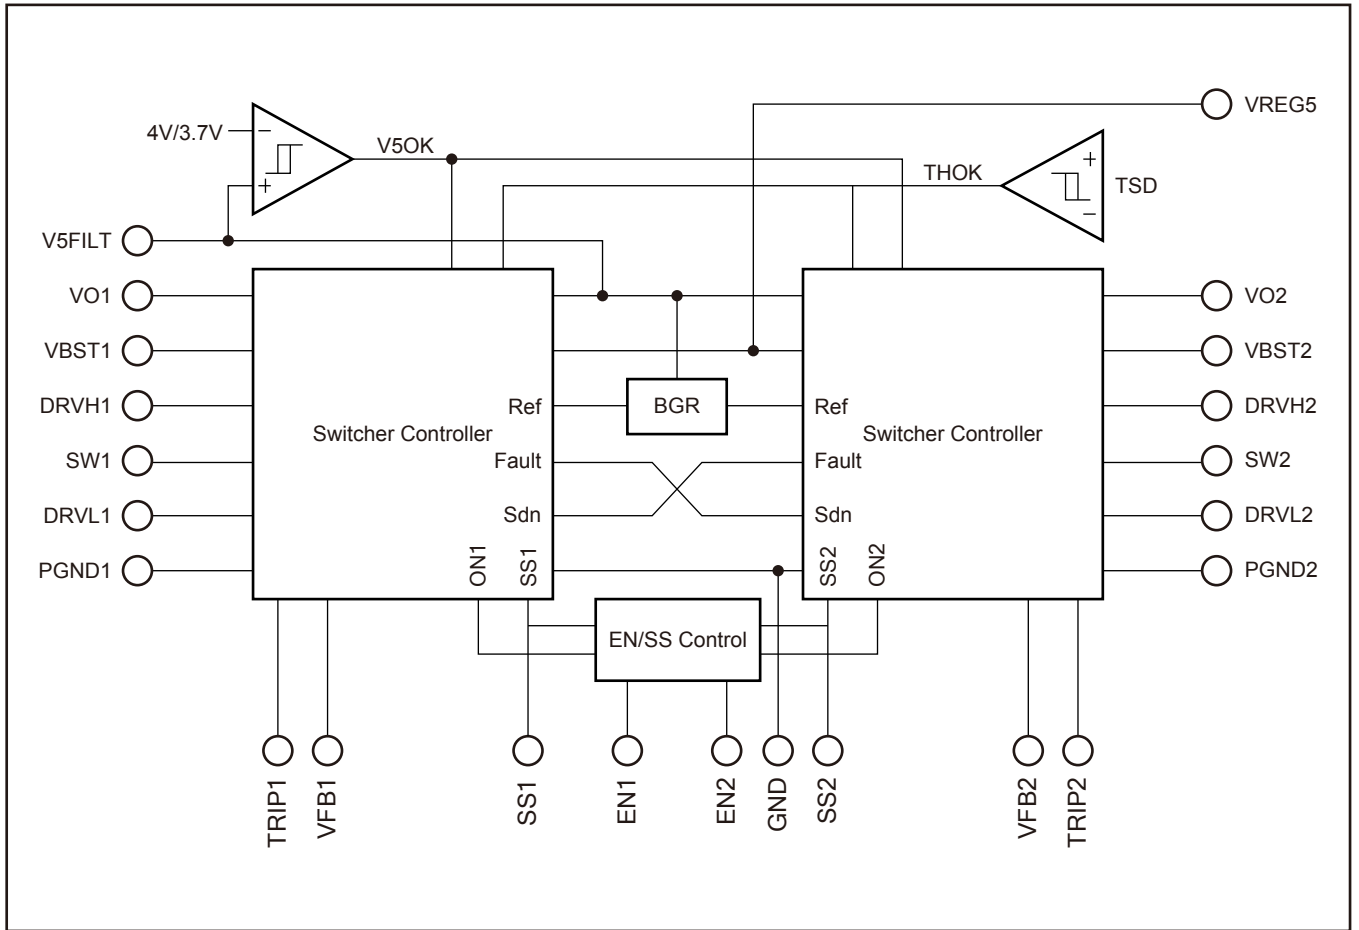 VREG5
4V/3.7V
−
+
V5OK
THOK
+
−
TSD
V5FILT
VO1
VBST1
DRVH1
SW1
DRVL1
PGND1
Switcher Controller
Ref
Fault
Sdn
ON1
SS1
BGR
Switcher Controller
Ref
Fault
Sdn
SS2
ON2
VO2
VBST2
DRVH2
SW2
DRVL2
PGND2
EN/SS Control
TRIP1
VFB1
SS1
EN1
EN2
GND
SS2
VFB2
TRIP2